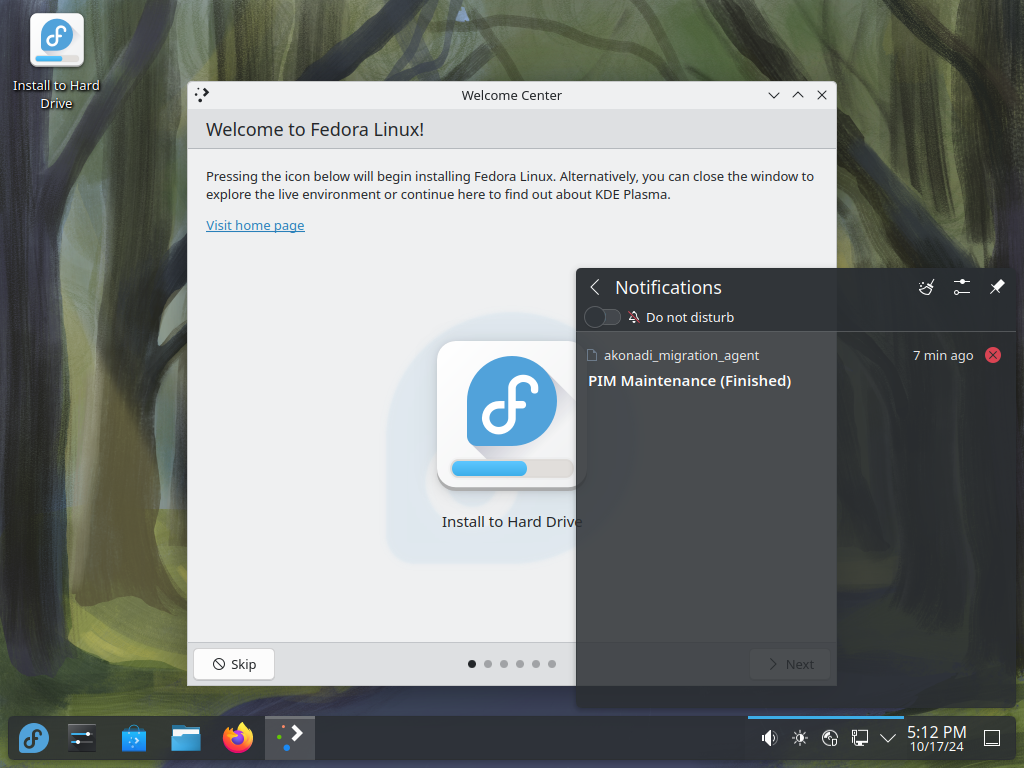 Install to Hard
Drive
Welcome Center
Welcome to Fedora Linux!
Pressing the icon below will begin installing Fedora Linux. Alternatively, you can close the window to
explore the live environment or continue here to find out about KDE Plasma.
Visit home page
Install to Hard Drive
Skip
Next
Notifications
Do not disturb
akonadi_migration_agent 7 min ago
PIM Maintenance (Finished)
5:12 PM
10/17/24